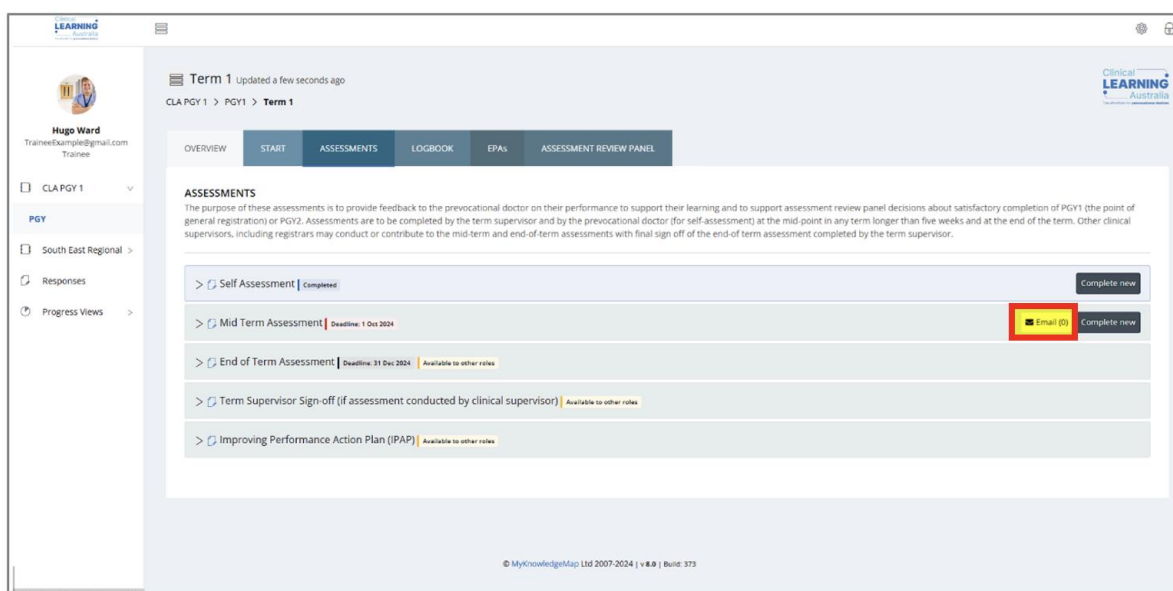 Clinical
LEARNING
Australia
Term 1 Updated a few seconds ago
CLA PGY 1 > PGY1 > Term 1
Clinical
LEARNING
Australia
Hugo Ward
TraineeExample@gmail.com
Trainee
CLA PGY 1
PGY
South East Regional >
Responses
Progress Views >
OVERVIEW START ASSESSMENTS LOGBOOK EPAs ASSESSMENT REVIEW PANEL
ASSESSMENTS
The purpose of these assessments is to provide feedback to the prevocational doctor on their performance to support their learning and to support assessment review panel decisions about satisfactory completion of PGY1 (the point of
general registration) or PGY2. Assessments are to be completed by the term supervisor and by the prevocational doctor (for self-assessment) at the mid-point in any term longer than five weeks and at the end of the term. Other clinical
supervisors, including registrars may conduct or contribute to the mid-term and end-of-term assessments with final sign off of the end-of term assessment completed by the term supervisor.
> Self Assessment Completed Complete new
> Mid Term Assessment Deadline: 1 Oct 2024 Email (0) Complete new
> End of Term Assessment Deadline: 31 Dec 2024 Available to other roles
> Term Supervisor Sign-off (if assessment conducted by clinical supervisor) Available to other roles
> Improving Performance Action Plan (IPAP) Available to other roles
© MyKnowledgeMap Ltd 2007-2024 | v 8.0 | Build: 373